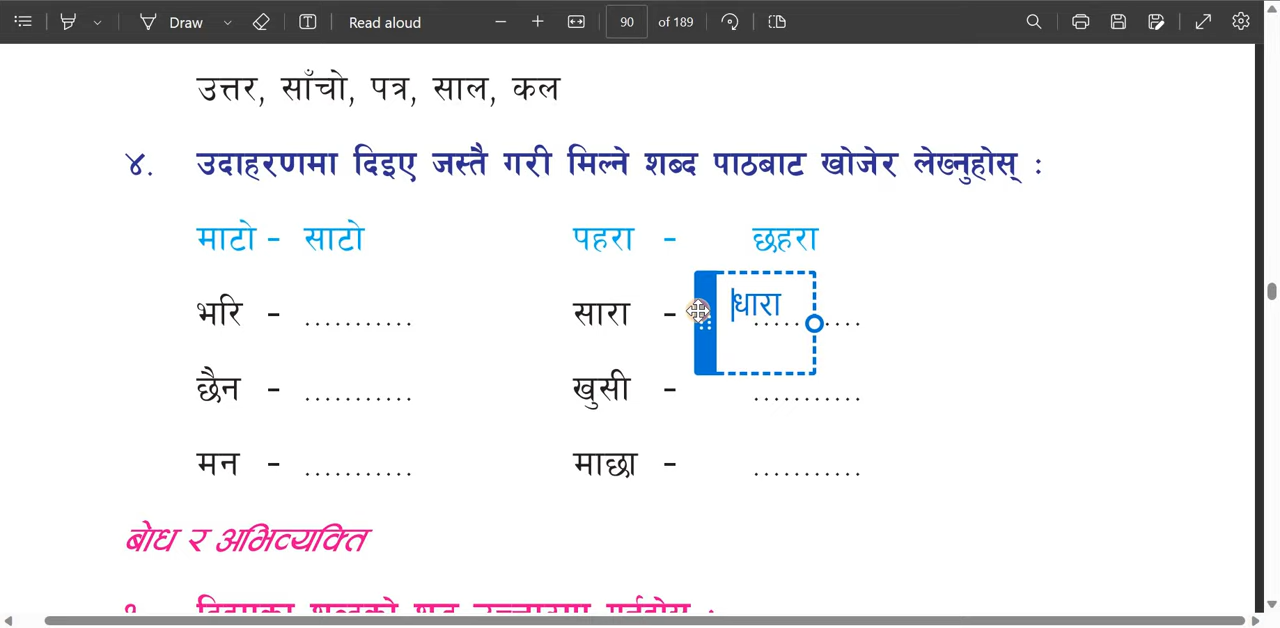 Draw Read aloud 90 of 189
उत्तर, साँचो, पत्र, साल, कल
४. उदाहरणमा दिइए जस्तै गरी मिल्ने शब्द पाठबाट खोजेर लेख्नुहोस् :
माटो - साटो पहरा - छहरा
भरि - ........... सारा - धारा ...........
छैन - ........... खुसी - ...........
मन - ........... माछा - ...........
बोध र अभिव्यक्ति